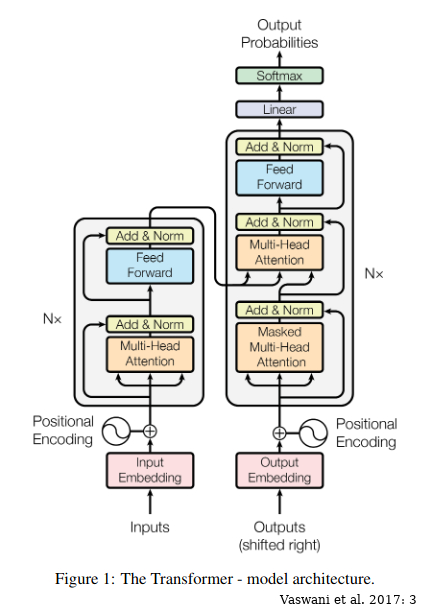 Output
Probabilities
Softmax
Linear
Add & Norm
Feed
Forward
Add & Norm
Multi-Head
Attention
Add & Norm
Masked
Multi-Head
Attention
N×
Positional
Encoding
Output
Embedding
Outputs
(shifted right)
Add & Norm
Feed
Forward
Add & Norm
Multi-Head
Attention
N×
Positional
Encoding
Input
Embedding
Inputs
Figure 1: The Transformer - model architecture.
Vaswani et al. 2017: 3